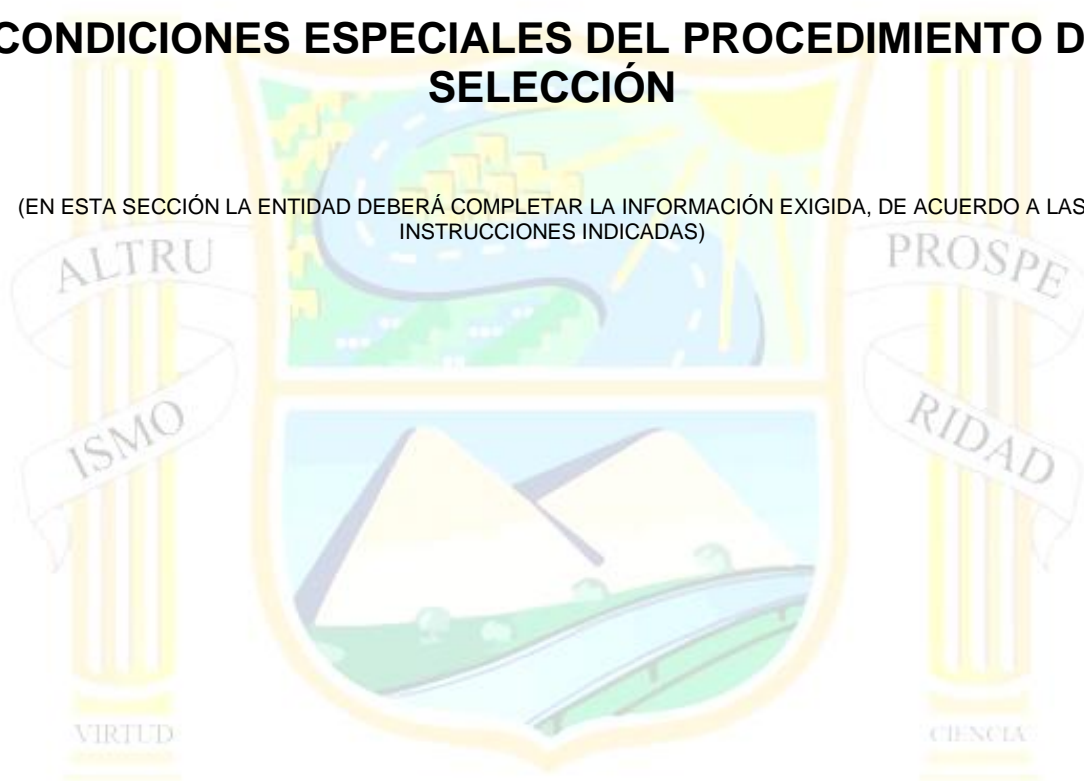 CONDICIONES ESPECIALES DEL PROCEDIMIENTO D
SELECCIÓN
(EN ESTA SECCIÓN LA ENTIDAD DEBERÁ COMPLETAR LA INFORMACIÓN EXIGIDA, DE ACUERDO A LAS
INSTRUCCIONES INDICADAS)
ALTRU
ISMO
PROSPE
RIDAD
VIRTUD
CIENCIA